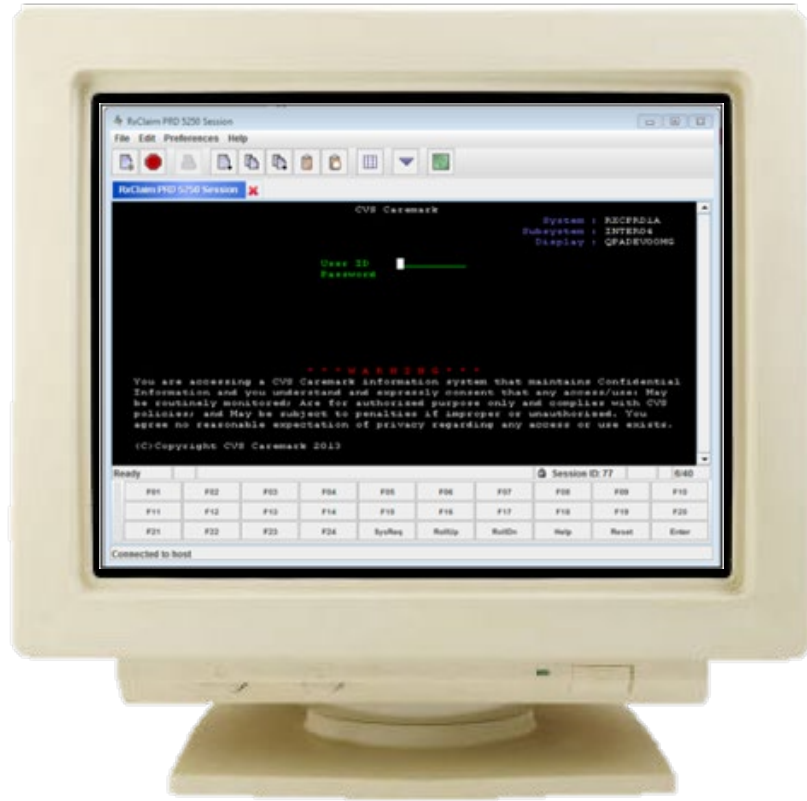 RxClaim PRD 5250 Session
File Edit Preferences Help
RxClaim PRD 5250 Session
CVS Caremark
System : RXCPRD1A
Subsystem : INTER04
Display :
User ID
Password
* * * W A R N I N G * * *
You are accessing a CVS Caremark information system that maintains Confidential
Information and you understand and expressly consent that any access/use: May
be routinely monitored; Are for authorized purpose only and complies with CVS
policies; and May be subject to penalties if improper or unauthorized. You
agree no reasonable expectation of privacy regarding any access or use exists.
(C)Copyright CVS Caremark 2013
Ready Session ID: 77 6/40
F01 F02 F03 F04 F05 F06 F07 F08 F09 F10
F11 F12 F13 F14 F15 F16 F17 F18 F19 F20
F21 F22 F23 F24 SysReq RollUp RollDn Help Reset Enter
Connected to host